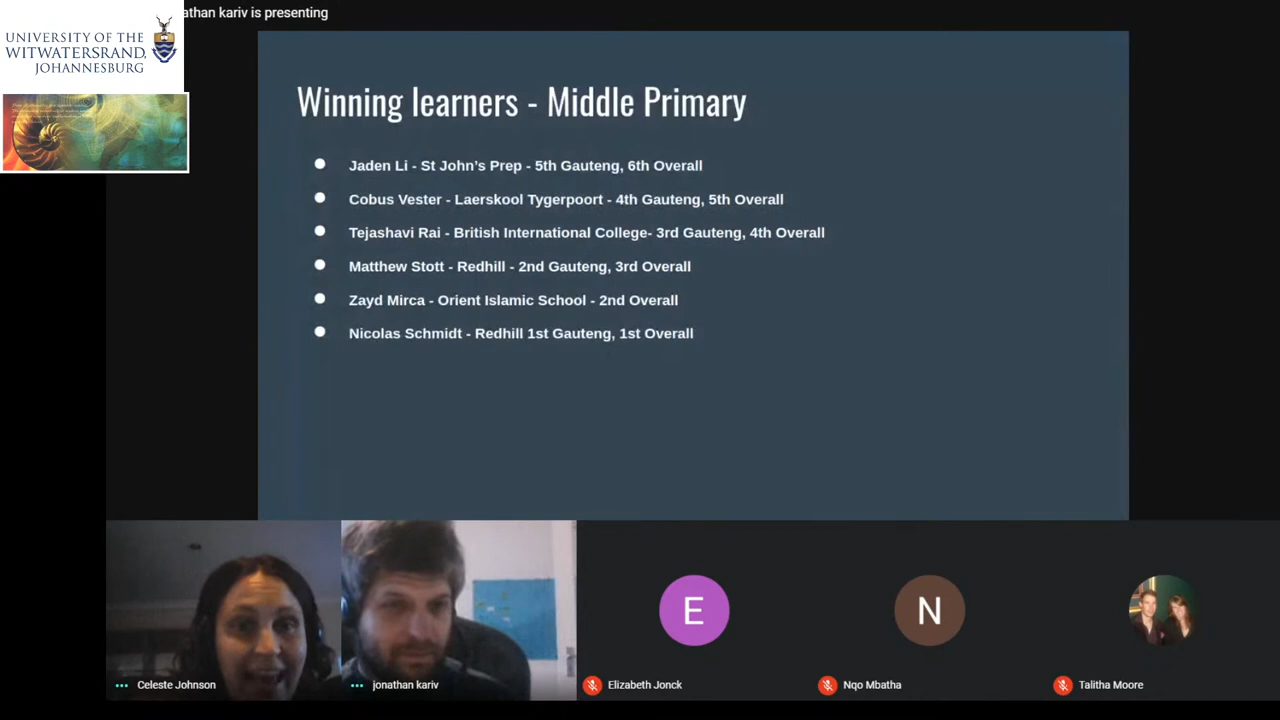 athan kariv is presenting
UNIVERSITY OF THE
WITWATERSRAND,
JOHANNESBURG
Winning learners - Middle Primary
Jaden Li - St John's Prep - 5th Gauteng, 6th Overall
Cobus Vester - Laerskool Tygerpoort - 4th Gauteng, 5th Overall
Tejashavi Rai - British International College- 3rd Gauteng, 4th Overall
Matthew Stott - Redhill - 2nd Gauteng, 3rd Overall
Zayd Mirca - Orient Islamic School - 2nd Overall
Nicolas Schmidt - Redhill 1st Gauteng, 1st Overall
E
N
Celeste Johnson
jonathan kariv
Elizabeth Jonck
Nqo Mbatha
Talitha Moore